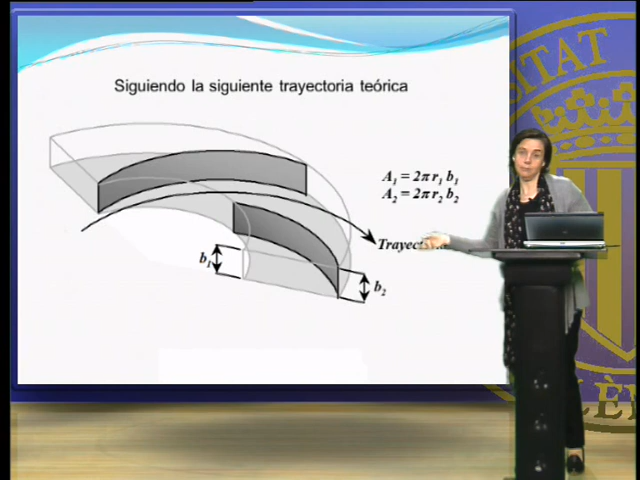 Siguiendo la siguiente trayectoria teórica
A₁ = 2π r₁ b₁
A₂ = 2π r₂ b₂
b₁
b₂